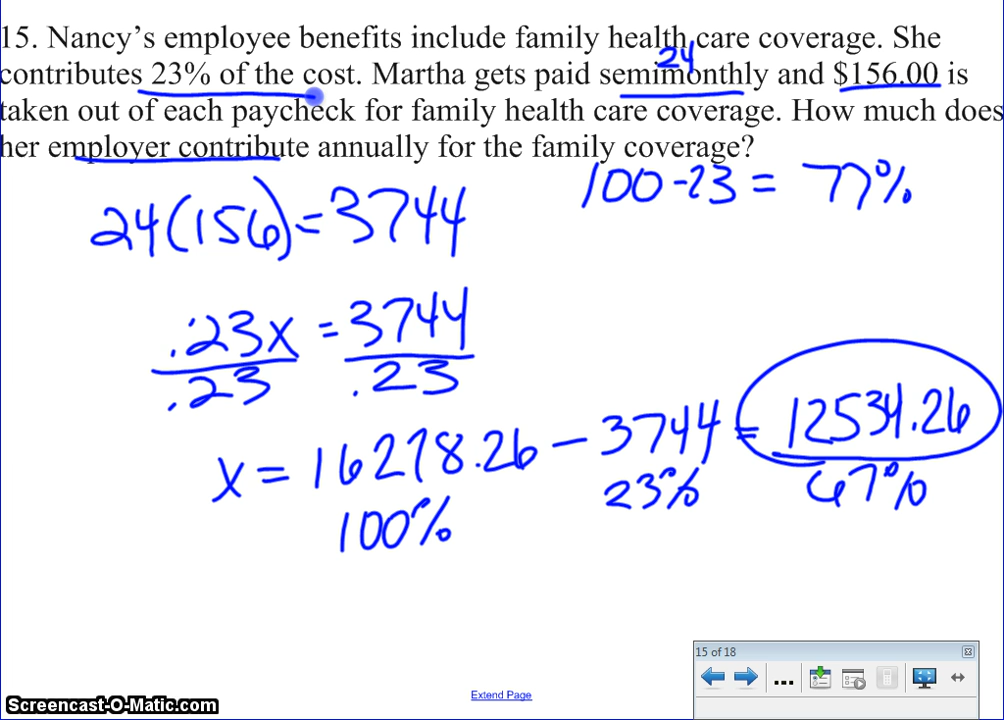 15. Nancy's employee benefits include family health care coverage. She
24
contributes 23% of the cost. Martha gets paid semimonthly and $156.00 is
taken out of each paycheck for family health care coverage. How much does
her employer contribute annually for the family coverage?
100-23 = 77%
24(156)=3744
.23x = 3744
.23 .23
x = 16278.26 - 3744 = 12534.26
100% 23% 67%
15 of 18
Extend Page
Screencast-O-Matic.com